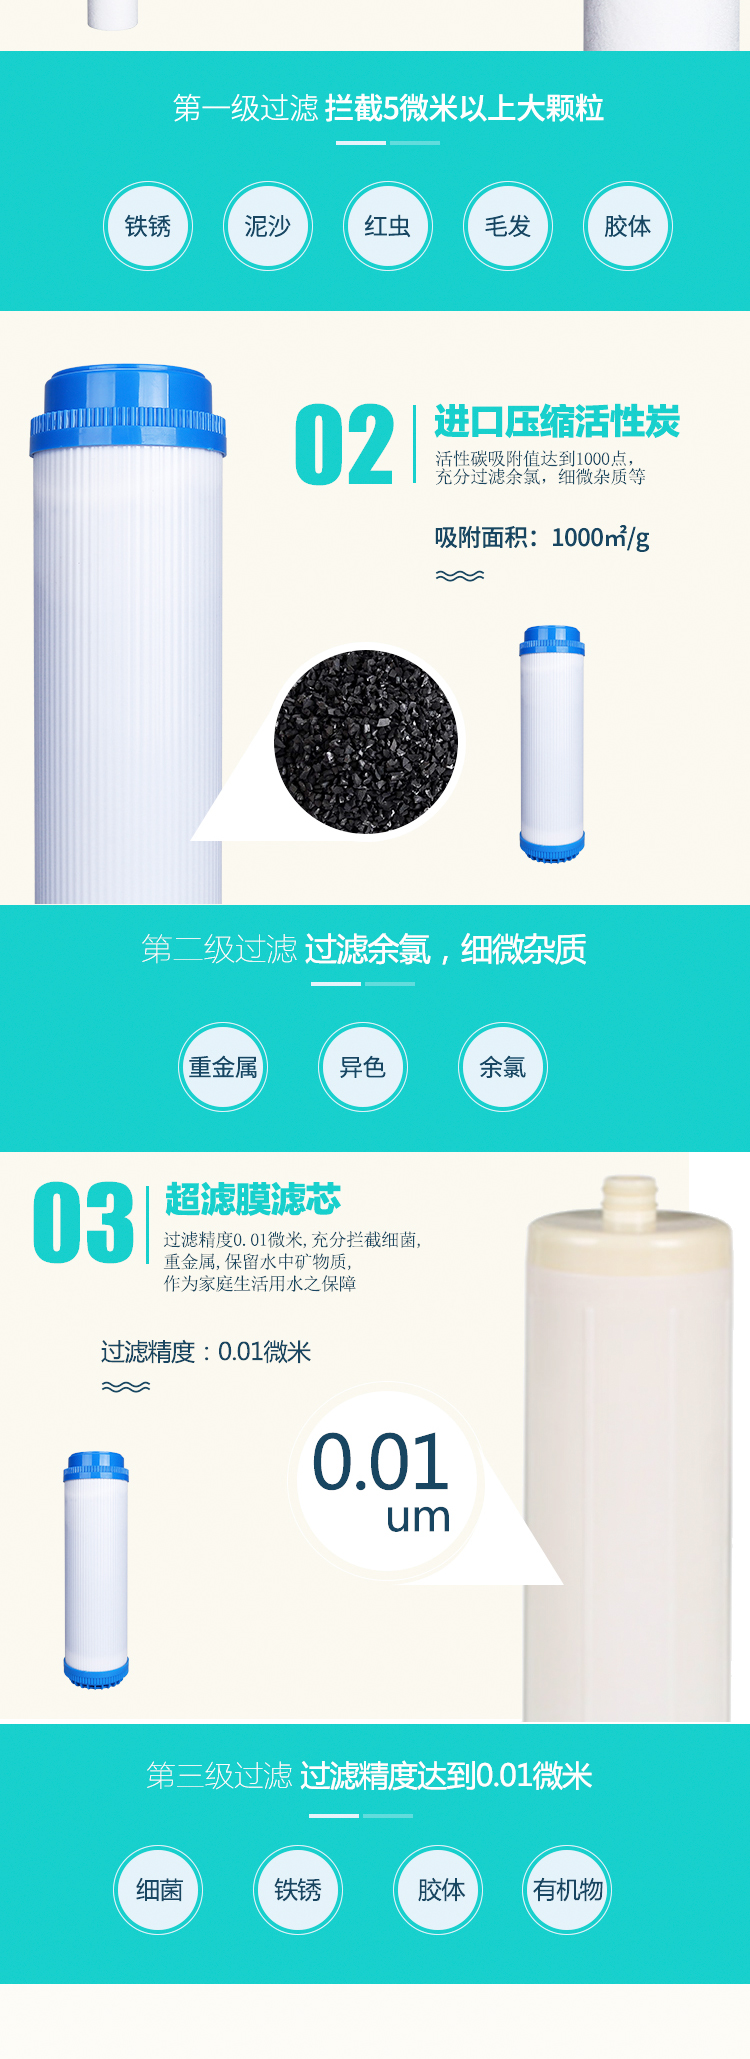 第一级过滤 拦截5微米以上大颗粒
铁锈 泥沙 红虫 毛发 胶体
02
进口压缩活性炭
活性碳吸附值达到1000点，
充分过滤余氯，细微杂质等
吸附面积：1000㎡/g
第二级过滤 过滤余氯，细微杂质
重金属 异色 余氯
03
超滤膜滤芯
过滤精度0.01微米,充分拦截细菌,
重金属,保留水中矿物质,
作为家庭生活用水之保障
过滤精度：0.01微米
0.01
um
第三级过滤 过滤精度达到0.01微米
细菌 铁锈 胶体 有机物